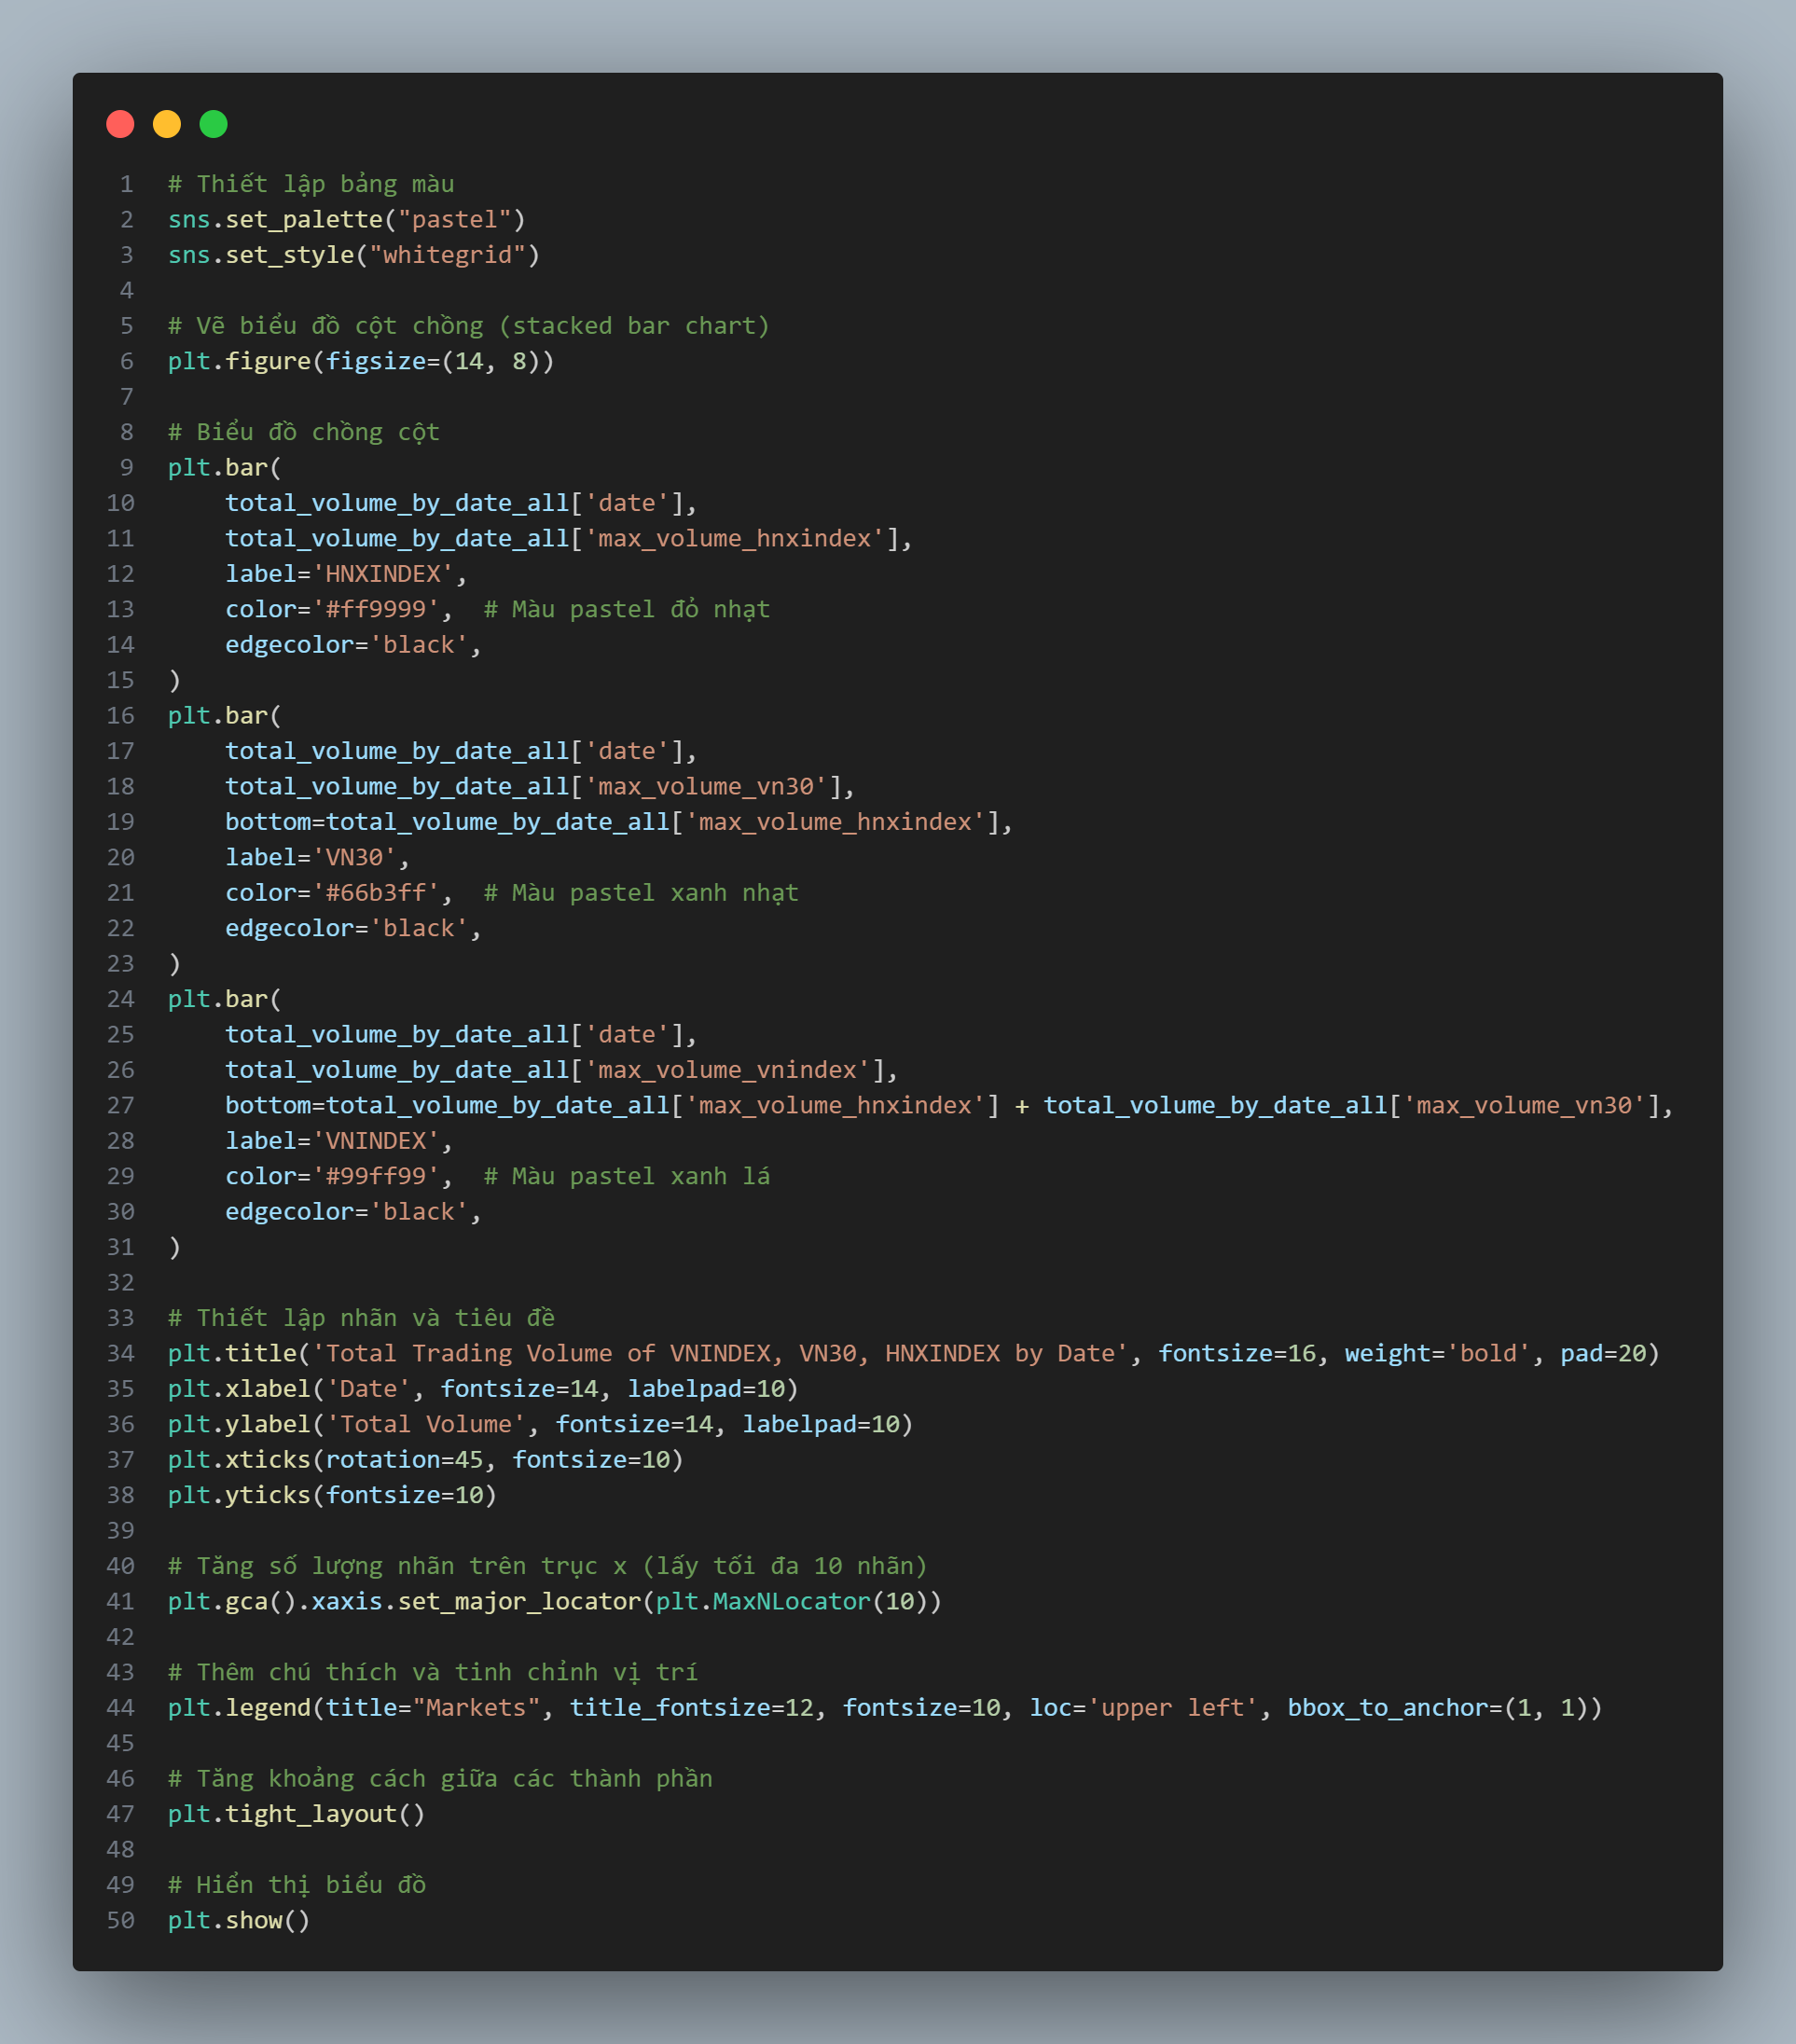 1 # Thiết lập bảng màu
2 sns.set_palette("pastel")
3 sns.set_style("whitegrid")
4
5 # Vẽ biểu đồ cột chồng (stacked bar chart)
6 plt.figure(figsize=(14, 8))
7
8 # Biểu đồ chồng cột
9 plt.bar(
10     total_volume_by_date_all['date'],
11     total_volume_by_date_all['max_volume_hnxindex'],
12     label='HNXINDEX',
13     color='#ff9999',  # Màu pastel đỏ nhạt
14     edgecolor='black',
15 )
16 plt.bar(
17     total_volume_by_date_all['date'],
18     total_volume_by_date_all['max_volume_vn30'],
19     bottom=total_volume_by_date_all['max_volume_hnxindex'],
20     label='VN30',
21     color='#66b3ff',  # Màu pastel xanh nhạt
22     edgecolor='black',
23 )
24 plt.bar(
25     total_volume_by_date_all['date'],
26     total_volume_by_date_all['max_volume_vnindex'],
27     bottom=total_volume_by_date_all['max_volume_hnxindex'] + total_volume_by_date_all['max_volume_vn30'],
28     label='VNINDEX',
29     color='#99ff99',  # Màu pastel xanh lá
30     edgecolor='black',
31 )
32
33 # Thiết lập nhãn và tiêu đề
34 plt.title('Total Trading Volume of VNINDEX, VN30, HNXINDEX by Date', fontsize=16, weight='bold', pad=20)
35 plt.xlabel('Date', fontsize=14, labelpad=10)
36 plt.ylabel('Total Volume', fontsize=14, labelpad=10)
37 plt.xticks(rotation=45, fontsize=10)
38 plt.yticks(fontsize=10)
39
40 # Tăng số lượng nhãn trên trục x (lấy tối đa 10 nhãn)
41 plt.gca().xaxis.set_major_locator(plt.MaxNLocator(10))
42
43 # Thêm chú thích và tinh chỉnh vị trí
44 plt.legend(title="Markets", title_fontsize=12, fontsize=10, loc='upper left', bbox_to_anchor=(1, 1))
45
46 # Tăng khoảng cách giữa các thành phần
47 plt.tight_layout()
48
49 # Hiển thị biểu đồ
50 plt.show()